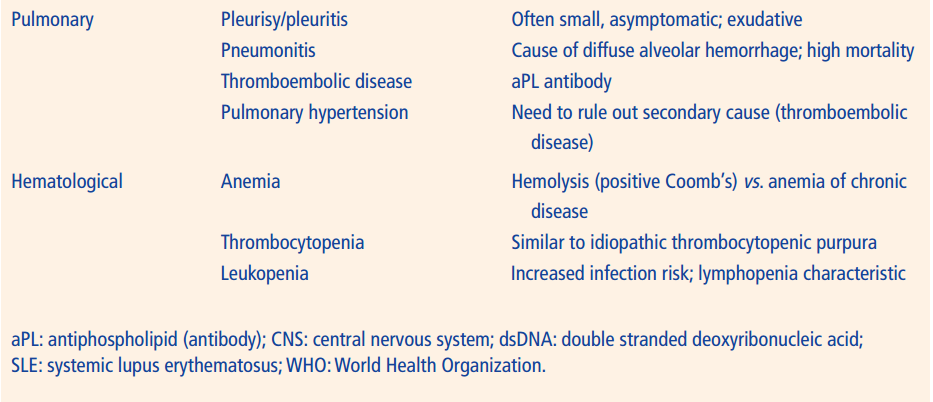 Pulmonary Pleurisy/pleuritis Often small, asymptomatic; exudative
Pneumonitis Cause of diffuse alveolar hemorrhage; high mortality
Thromboembolic disease aPL antibody
Pulmonary hypertension Need to rule out secondary cause (thromboembolic
disease)
Hematological Anemia Hemolysis (positive Coomb’s) vs. anemia of chronic
disease
Thrombocytopenia Similar to idiopathic thrombocytopenic purpura
Leukopenia Increased infection risk; lymphopenia characteristic
aPL: antiphospholipid (antibody); CNS: central nervous system; dsDNA: double stranded deoxyribonucleic acid;
SLE: systemic lupus erythematosus; WHO: World Health Organization.